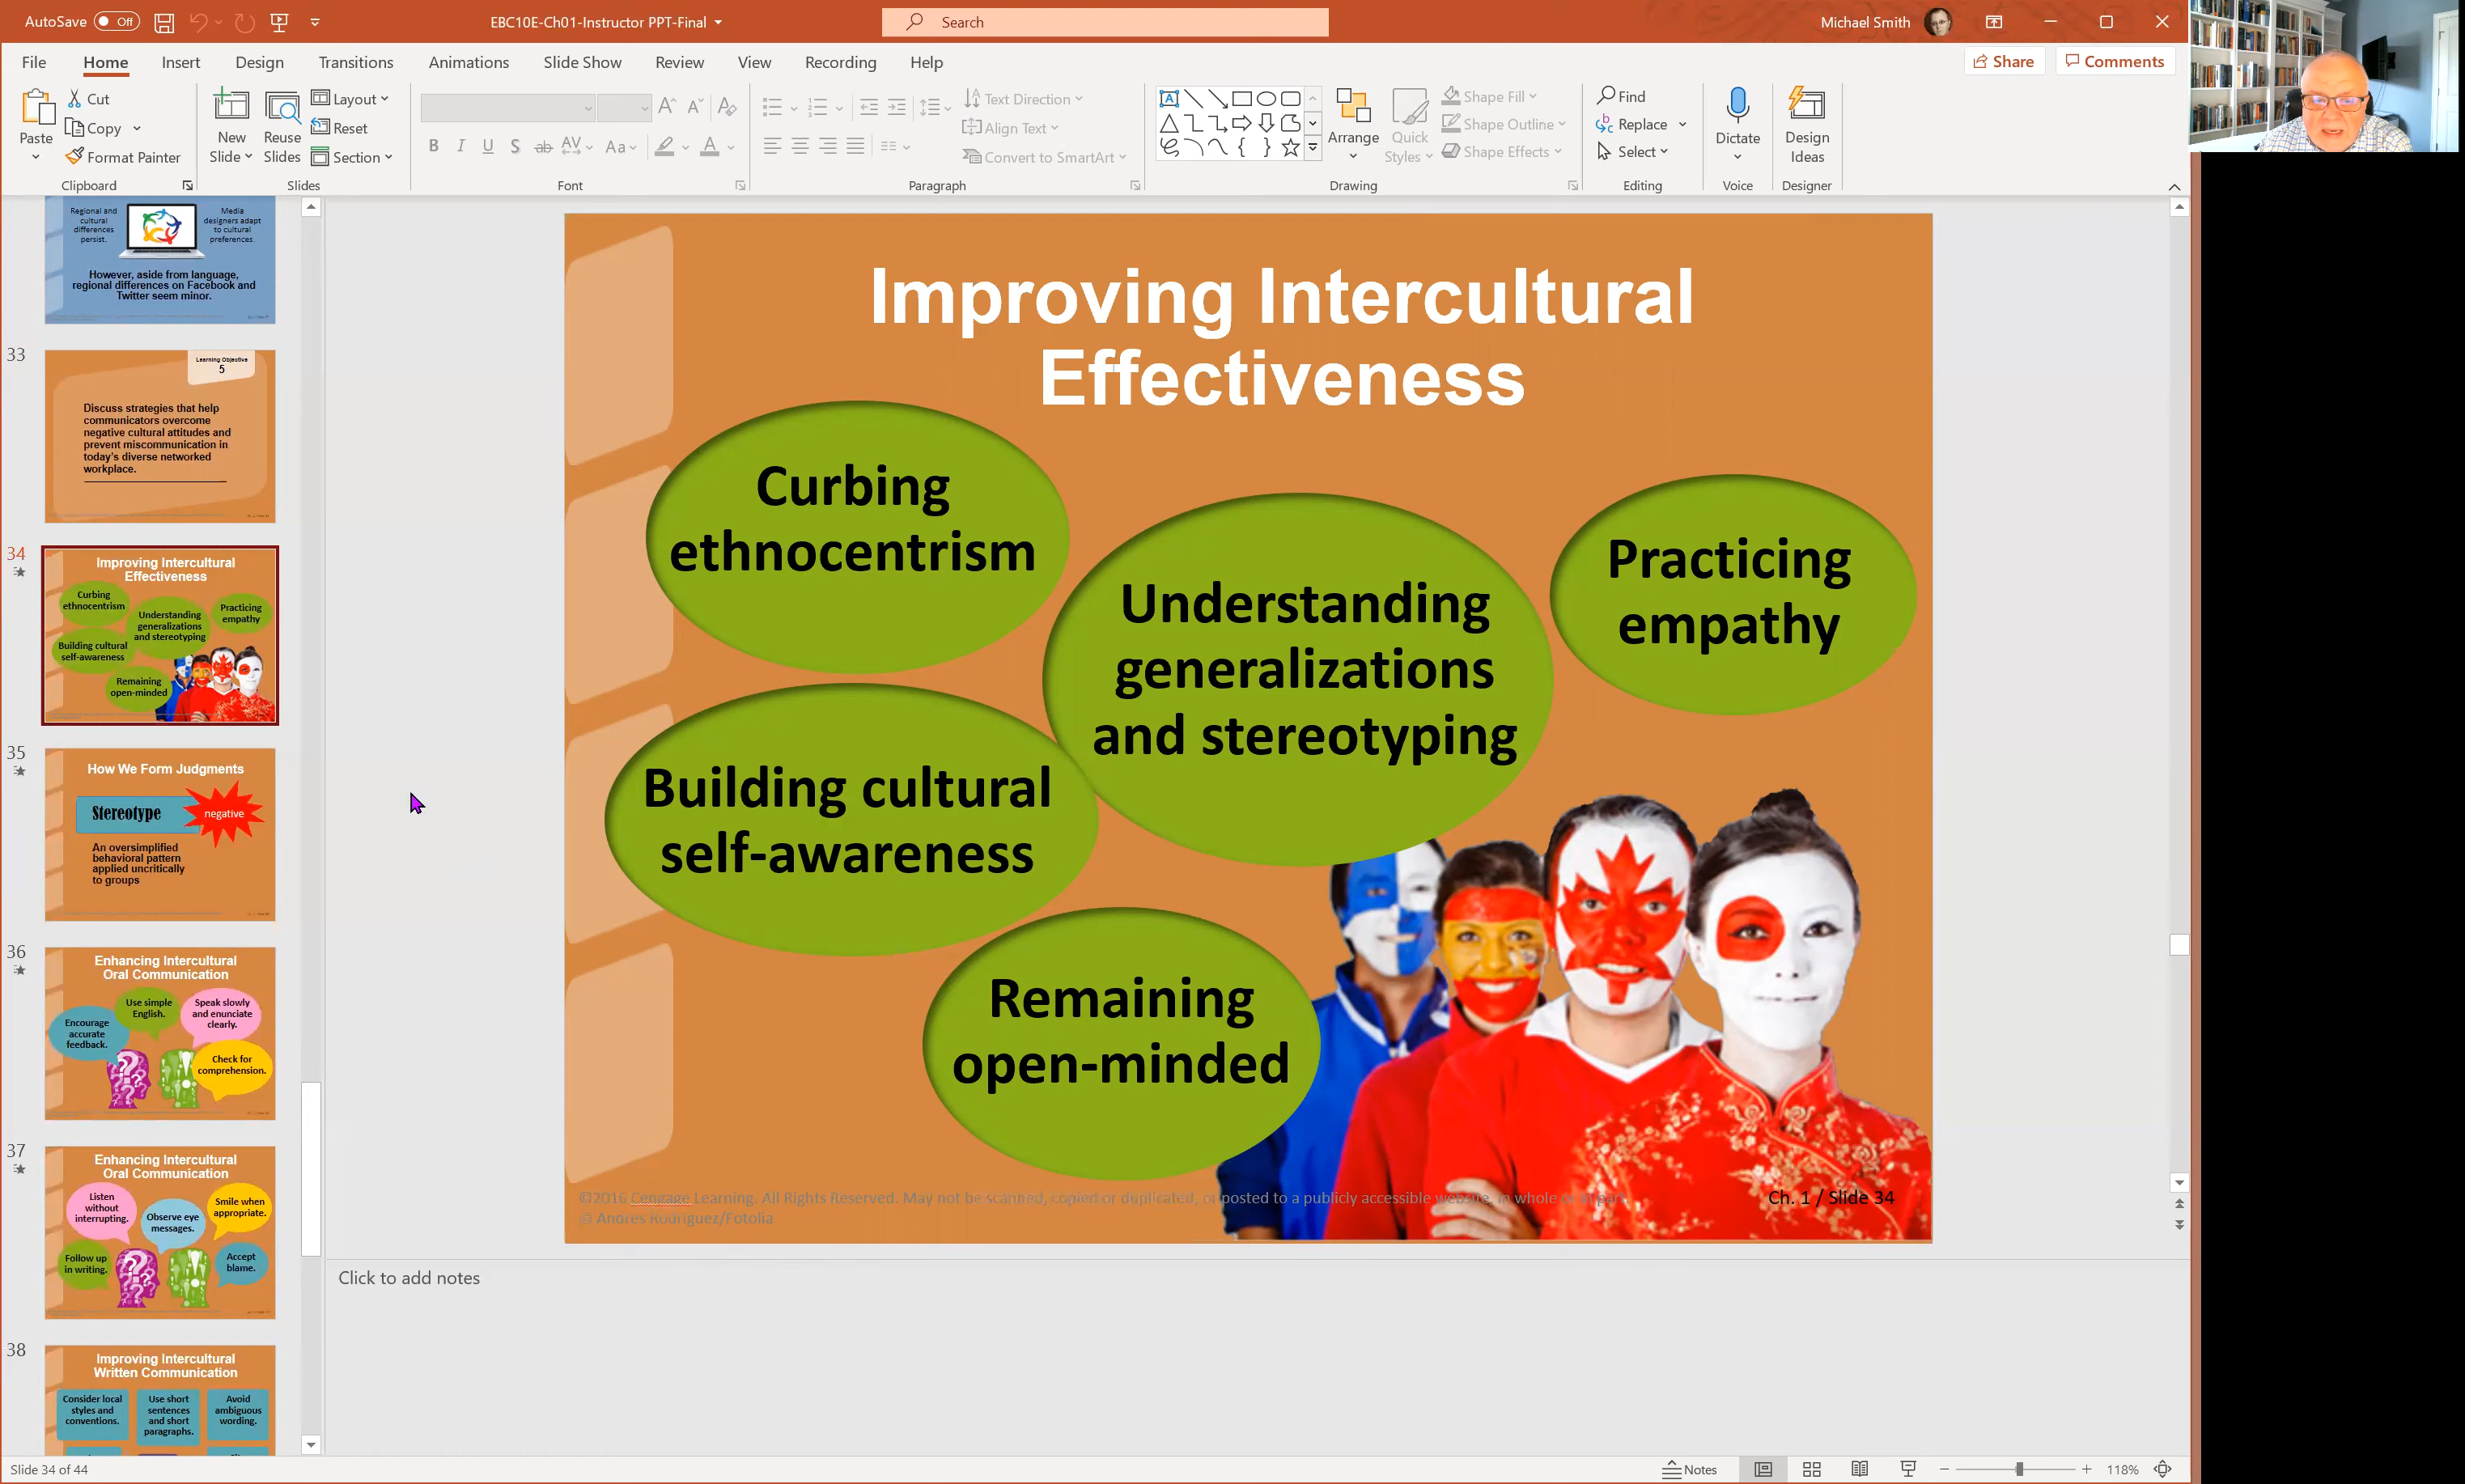 AutoSave Off
EBC10E-Ch01-Instructor PPT-Final
Search
Michael Smith
File Home Insert Design Transitions Animations Slide Show Review View Recording Help
Share Comments
Paste
Cut
Copy
Format Painter
Clipboard
New Slide
Reuse Slides
Layout
Reset
Section
Slides
B I U S ab AV Aa A
Font
Text Direction
Align Text
Convert to SmartArt
Paragraph
Arrange
Quick Styles
Shape Fill
Shape Outline
Shape Effects
Drawing
Find
Replace
Select
Editing
Dictate
Voice
Design Ideas
Designer
Regional and
cultural
differences
persist.
Media
designers adapt
to cultural
preferences.
However, aside from language,
regional differences on Facebook and
Twitter seem minor.
33
Learning Objective
5
Discuss strategies that help
communicators overcome
negative cultural attitudes and
prevent miscommunication in
today's diverse networked
workplace.
34
Improving Intercultural
Effectiveness
Curbing
ethnocentrism
Understanding
generalizations
and stereotyping
Practicing
empathy
Building cultural
self-awareness
Remaining
open-minded
35
How We Form Judgments
Stereotype
negative
An oversimplified
behavioral pattern
applied uncritically
to groups
36
Enhancing Intercultural
Oral Communication
Encourage
accurate
feedback.
Use simple
English.
Speak slowly
and enunciate
clearly.
Check for
comprehension.
37
Enhancing Intercultural
Oral Communication
Listen
without
interrupting.
Observe eye
messages.
Smile when
appropriate.
Follow up
in writing.
Accept
blame.
38
Improving Intercultural
Written Communication
Consider local
styles and
conventions.
Use short
sentences
and short
paragraphs.
Avoid
ambiguous
wording.
Improving Intercultural
Effectiveness
Curbing
ethnocentrism
Understanding
generalizations
and stereotyping
Practicing
empathy
Building cultural
self-awareness
Remaining
open-minded
©2016 Cengage Learning. All Rights Reserved. May not be scanned, copied or duplicated, or posted to a publicly accessible website, in whole or in part.
© Andres Rodriguez/Fotolia
Ch. 1 / Slide 34
Click to add notes
Slide 34 of 44
Notes
118%